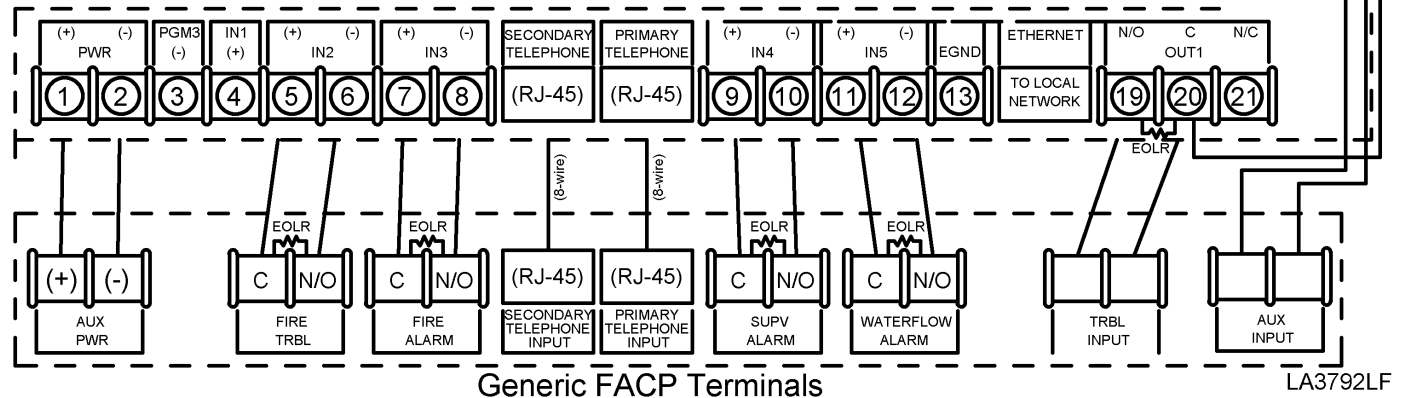 (+) (-) PGM3 IN1 (+) (-) (+) (-) SECONDARY PRIMARY (+) (-) (+) (-) ETHERNET N/O C N/C
PWR (-) (+) IN2 IN3 TELEPHONE TELEPHONE IN4 IN5 EGND OUT1
1 2 3 4 5 6 7 8 (RJ-45) (RJ-45) 9 10 11 12 13 TO LOCAL 19 20 21
NETWORK
EOLR
(8-wire) (8-wire)
EOLR EOLR EOLR EOLR
(+) (-) C N/O C N/O (RJ-45) (RJ-45) C N/O C N/O
AUX FIRE FIRE SECONDARY PRIMARY SUPV WATERFLOW TRBL AUX
PWR TRBL ALARM TELEPHONE TELEPHONE ALARM ALARM INPUT INPUT
INPUT INPUT
Generic FACP Terminals
LA3792LF